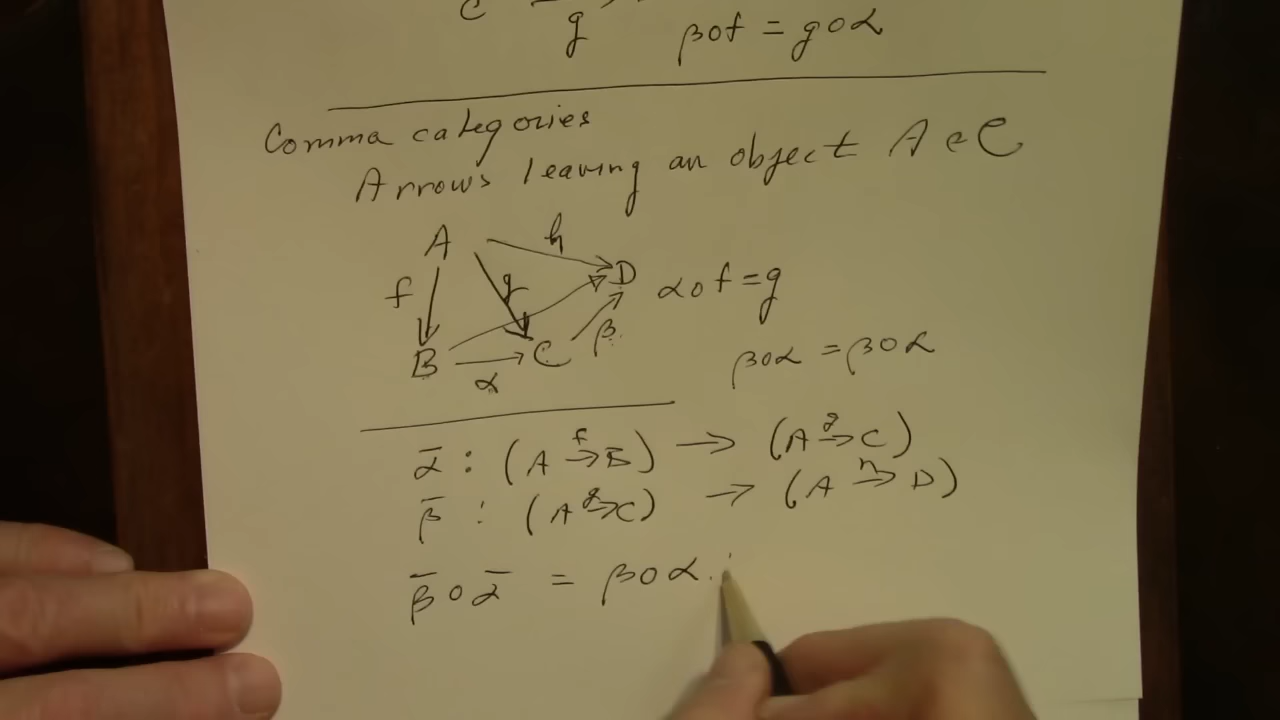 C g β∘f = g∘α
Comma categories
Arrows leaving an object A ∈ C
A h
f g D α∘f = g
B α C β β∘α = β∘α
ᾱ : (A f→ B) → (A g→ C)
β̄ : (A g→ C) → (A h→ D)
β̄ ∘ ᾱ = β∘α